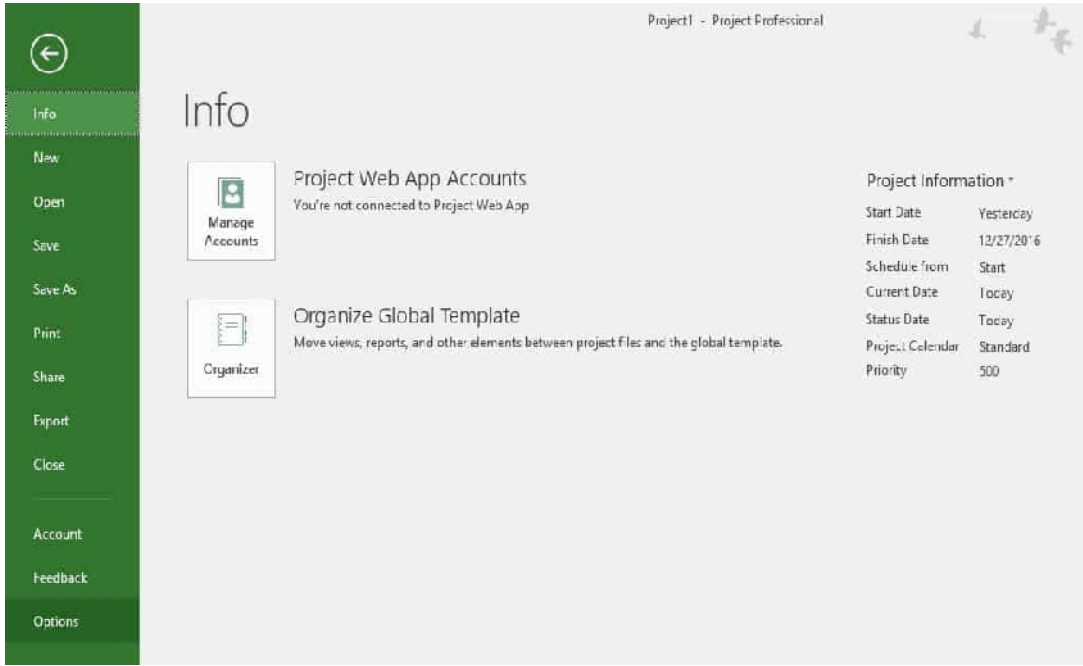 Project1 - Project Professional
Info
New
Open
Save
Save As
Print
Share
Export
Close
Account
Feedback
Options
Info
Manage
Accounts
Project Web App Accounts
You're not connected to Project Web App
Organizer
Organize Global Template
Move views, reports, and other elements between project files and the global template.
Project Information
Start Date Yesterday
Finish Date 12/27/2016
Schedule from Start
Current Date Today
Status Date Today
Project Calendar Standard
Priority 500